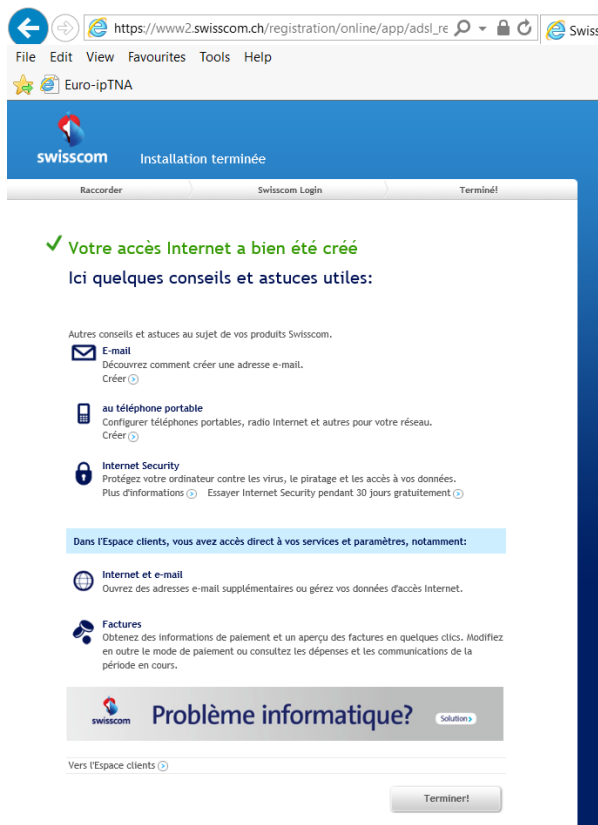 https://www2.swisscom.ch/registration/online/app/adsl_re
Swiss
File Edit View Favourites Tools Help
Euro-ipTNA
swisscom
Installation terminée
Raccorder
Swisscom Login
Terminé!
Votre accès Internet a bien été créé
Ici quelques conseils et astuces utiles:
Autres conseils et astuces au sujet de vos produits Swisscom.
E-mail
Découvrez comment créer une adresse e-mail.
Créer
au téléphone portable
Configurer téléphones portables, radio Internet et autres pour votre réseau.
Créer
Internet Security
Protégez votre ordinateur contre les virus, le piratage et les accès à vos données.
Plus d'informations Essayer Internet Security pendant 30 jours gratuitement
Dans l'Espace clients, vous avez accès direct à vos services et paramètres, notamment:
Internet et e-mail
Ouvrez des adresses e-mail supplémentaires ou gérez vos données d'accès Internet.
Factures
Obtenez des informations de paiement et un aperçu des factures en quelques clics. Modifiez
en outre le mode de paiement ou consultez les dépenses et les communications de la
période en cours.
swisscom
Problème informatique?
Solution
Vers l'Espace clients
Terminer!